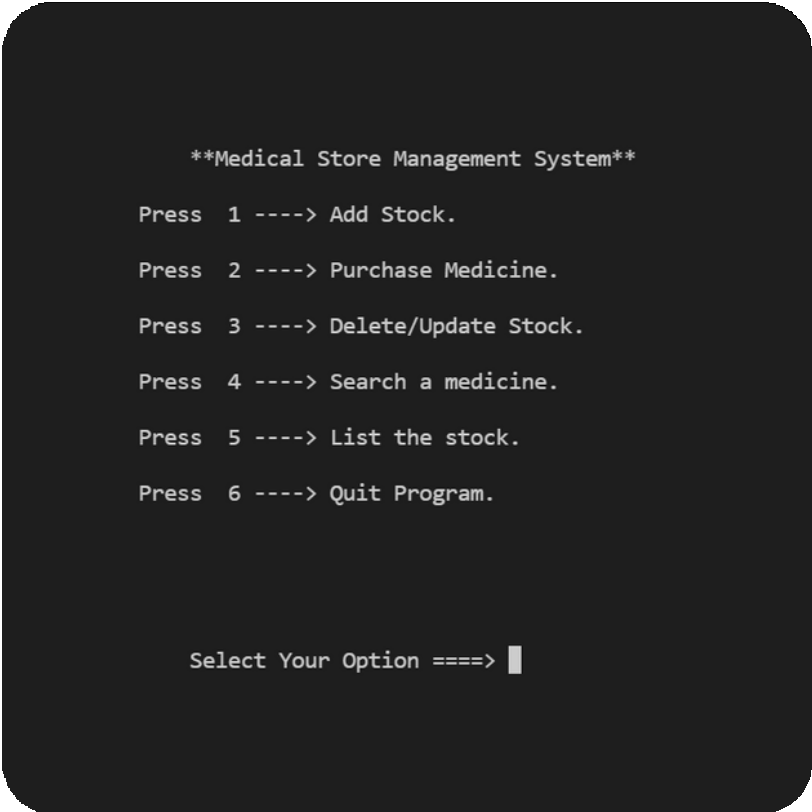 **Medical Store Management System**
Press  1 ----> Add Stock.
Press  2 ----> Purchase Medicine.
Press  3 ----> Delete/Update Stock.
Press  4 ----> Search a medicine.
Press  5 ----> List the stock.
Press  6 ----> Quit Program.
Select Your Option ====>